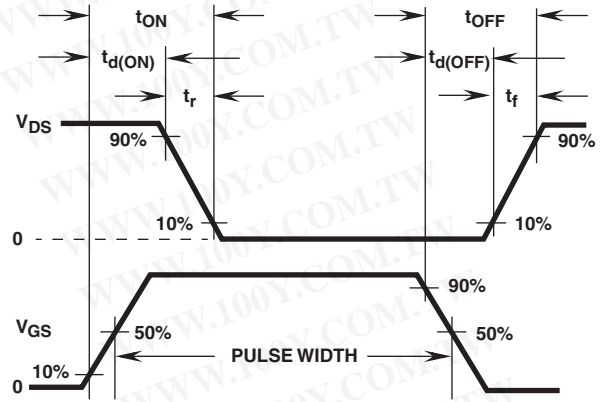 tON
tOFF
td(ON)
td(OFF)
tr
tf
VDS
90%
90%
10%
10%
0
VGS
90%
50%
50%
PULSE WIDTH
10%
0
WWW.100Y.COM.TW